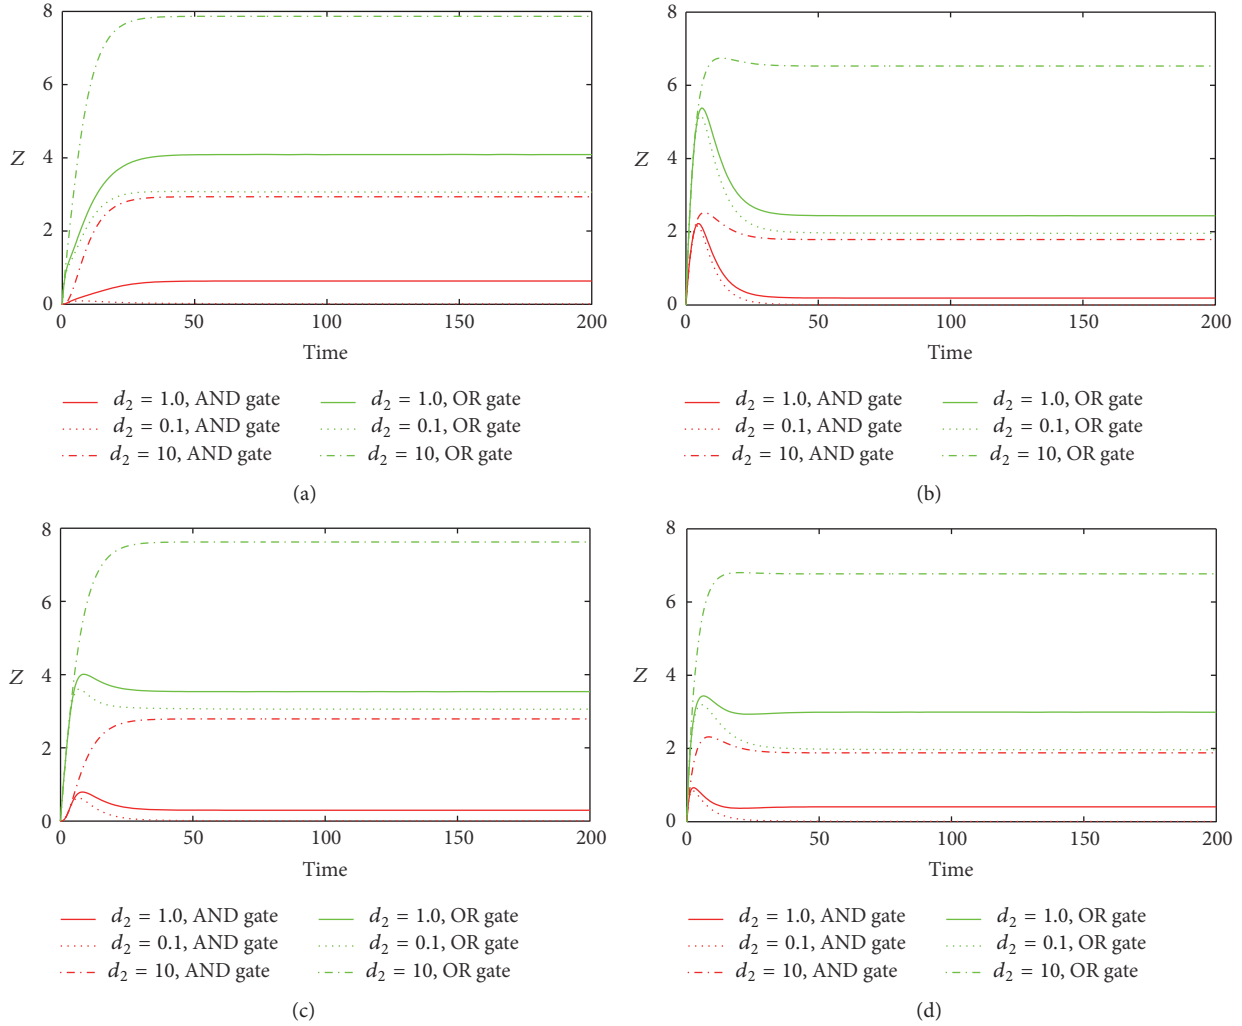 8
6
4
Z
2
0
0 50 100 150 200
Time
d2 = 1.0, AND gate d2 = 1.0, OR gate
d2 = 0.1, AND gate d2 = 0.1, OR gate
d2 = 10, AND gate d2 = 10, OR gate
(a)
8
6
4
Z
2
0
0 50 100 150 200
Time
d2 = 1.0, AND gate d2 = 1.0, OR gate
d2 = 0.1, AND gate d2 = 0.1, OR gate
d2 = 10, AND gate d2 = 10, OR gate
(b)
8
6
4
Z
2
0
0 50 100 150 200
Time
d2 = 1.0, AND gate d2 = 1.0, OR gate
d2 = 0.1, AND gate d2 = 0.1, OR gate
d2 = 10, AND gate d2 = 10, OR gate
(c)
8
6
4
Z
2
0
0 50 100 150 200
Time
d2 = 1.0, AND gate d2 = 1.0, OR gate
d2 = 0.1, AND gate d2 = 0.1, OR gate
d2 = 10, AND gate d2 = 10, OR gate
(d)